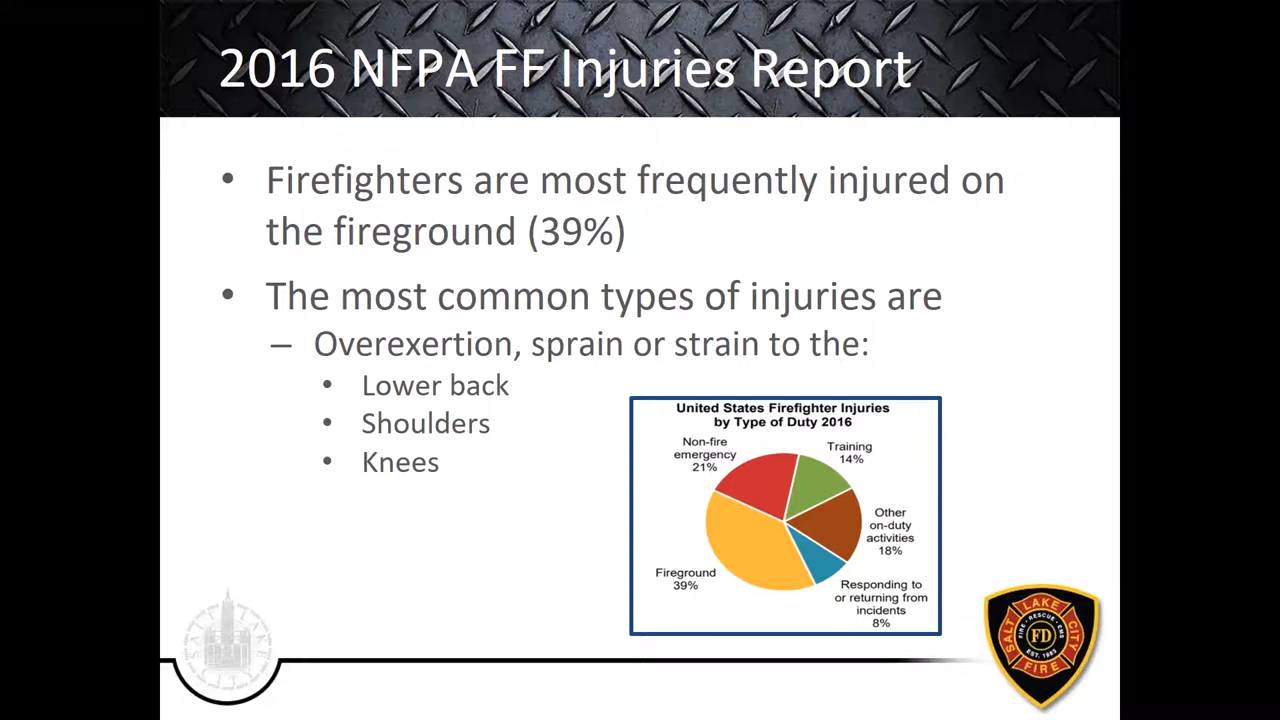 2016 NFPA FF Injuries Report
• Firefighters are most frequently injured on
the fireground (39%)
• The most common types of injuries are
– Overexertion, sprain or strain to the:
• Lower back
• Shoulders
• Knees
United States Firefighter Injuries
by Type of Duty 2016
Non-fire
emergency
21%
Training
14%
Other
on-duty
activities
18%
Fireground
39%
Responding to
or returning from
incidents
8%
SALT LAKE CITY
SALT LAKE CITY
FIRE • RESCUE • EMS
FD
EST. 1883
FIRE